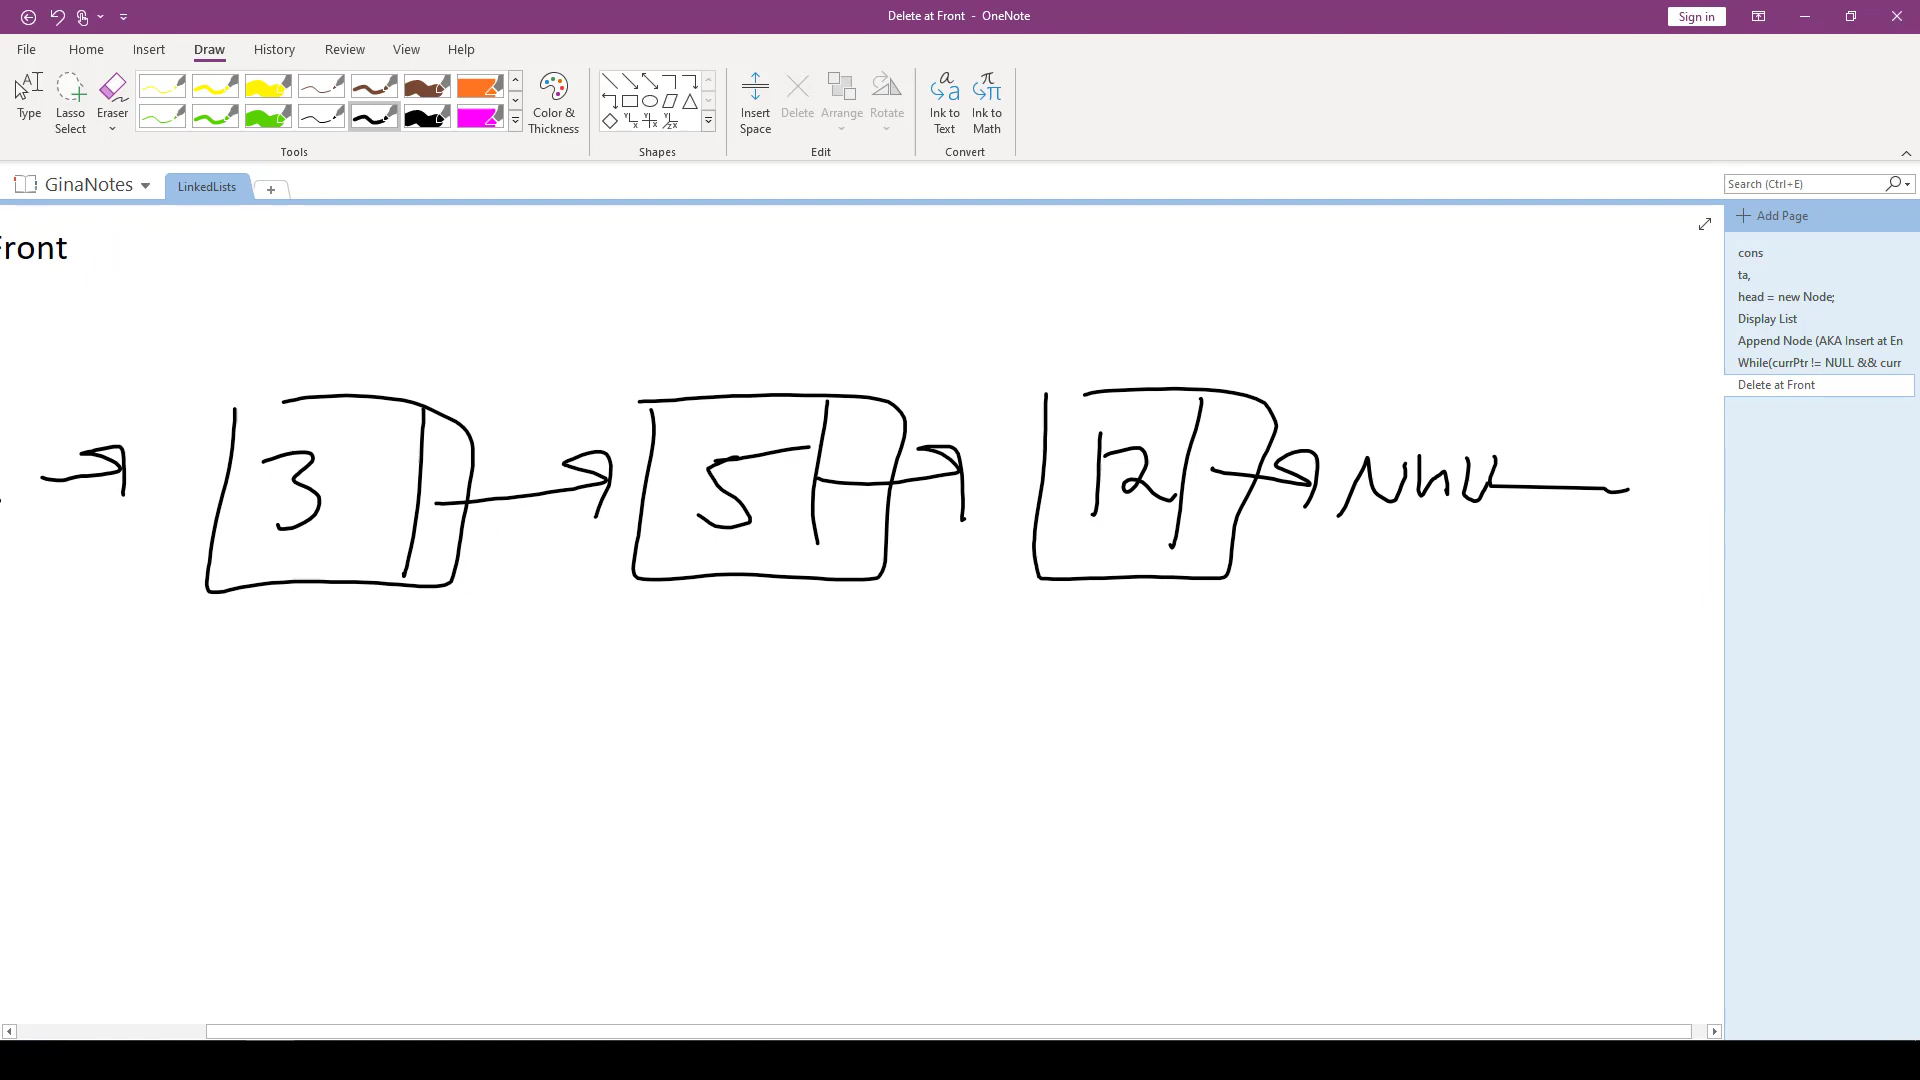 Delete at Front - OneNote
Sign in
File Home Insert Draw History Review View Help
Type
Lasso Select
Eraser
Color & Thickness
Insert Space
Delete
Arrange
Rotate
Ink to Text
Ink to Math
Tools
Shapes
Edit
Convert
GinaNotes
LinkedLists
Search (Ctrl+E)
Add Page
cons
ta,
head = new Node;
Display List
Append Node (AKA Insert at En
While(currPtr != NULL && curr
Delete at Front
Front
3 5 12